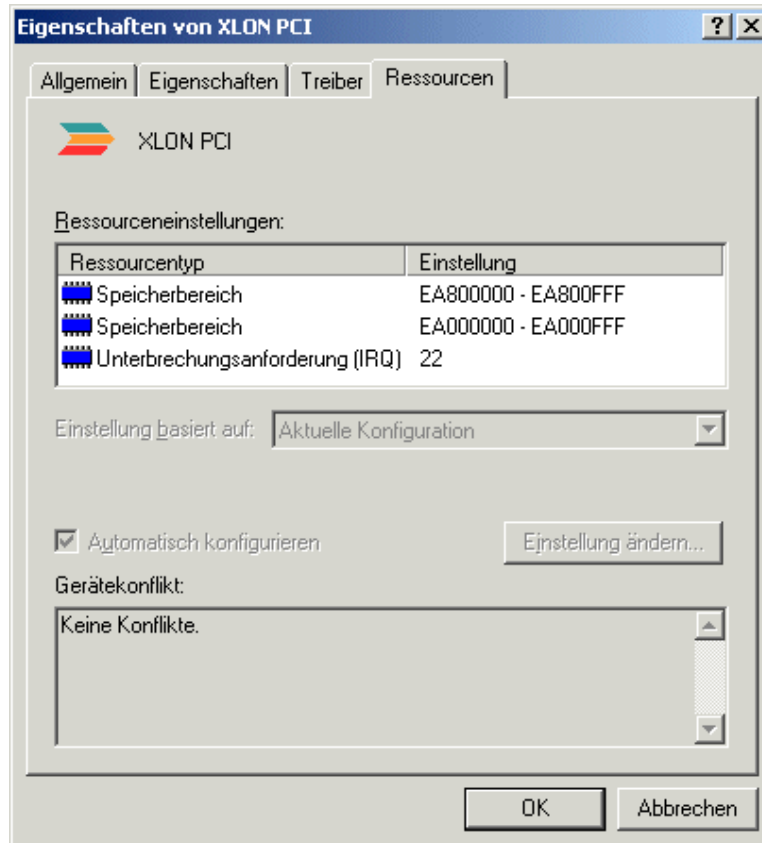 Eigenschaften von XLON PCI
Allgemein Eigenschaften Treiber Ressourcen
XLON PCI
Ressourceneinstellungen:
Ressourcentyp Einstellung
Speicherbereich EA800000 - EA800FFF
Speicherbereich EA000000 - EA000FFF
Unterbrechungsanforderung (IRQ) 22
Einstellung basiert auf: Aktuelle Konfiguration
Automatisch konfigurieren Einstellung ändern...
Gerätekonflikt:
Keine Konflikte.
OK Abbrechen